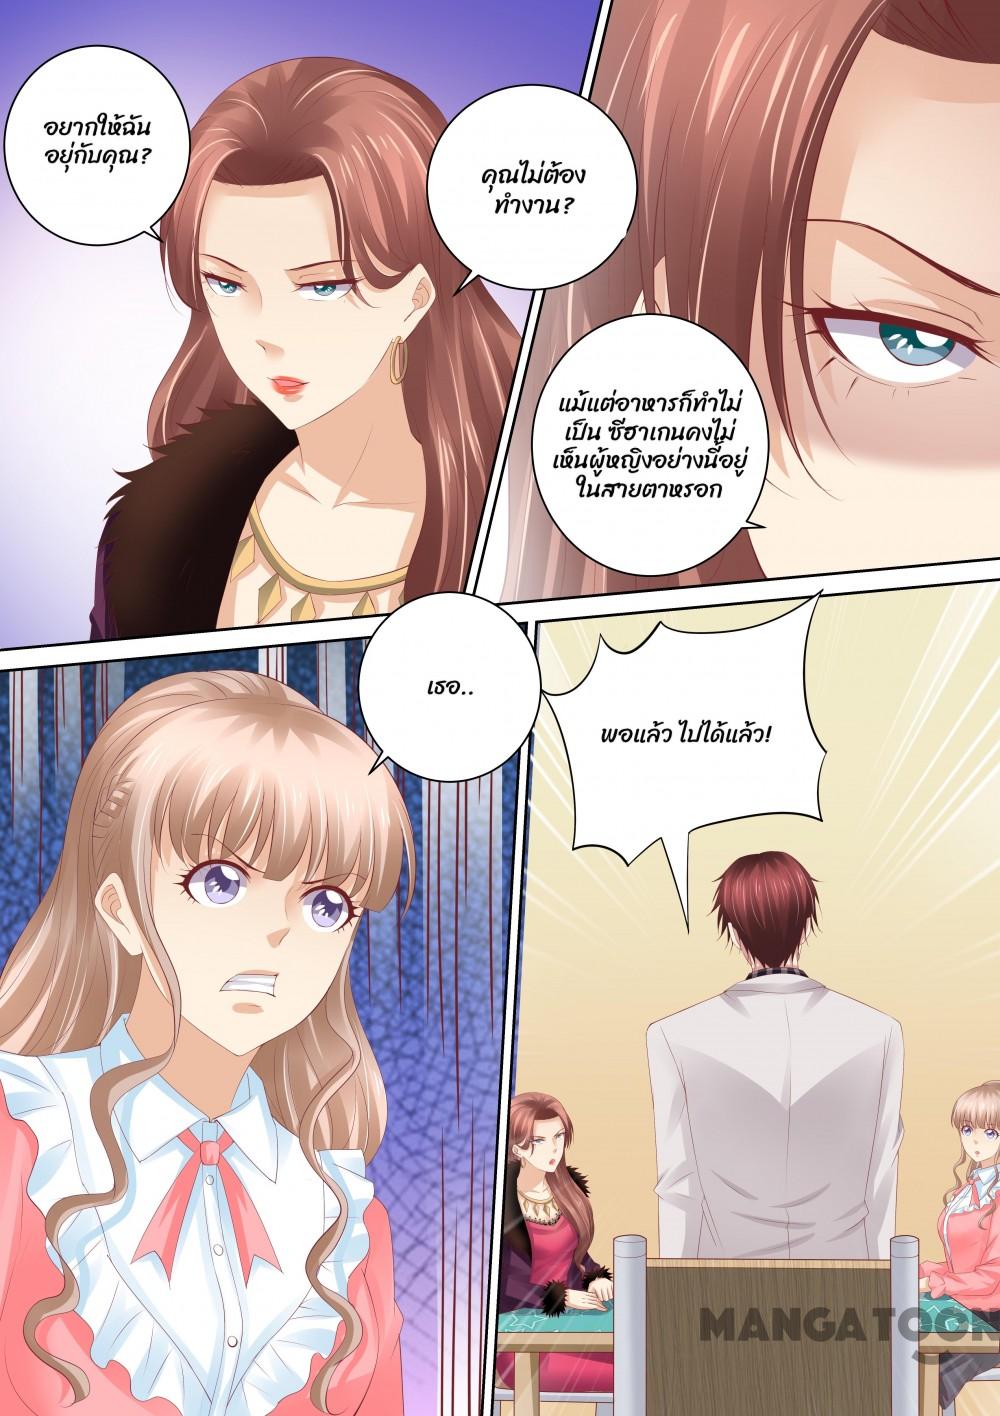 อยากให้ฉัน
อยุ่กับคุณ?
คุณไม่ต้อง
ทำงาน?
แม้แต่อาหารก็ทำไม่
เป็น ซีฮาเกนคงไม่
เห็นผู้หญิงอย่างนี้อยู่
ในสายตาหรอก
เธอ..
พอแล้ว ไปได้แล้ว!
MANGATOON